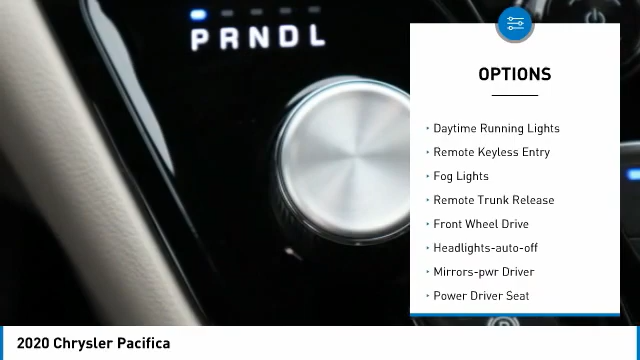 PRNDL
OPTIONS
Daytime Running Lights
Remote Keyless Entry
Fog Lights
Remote Trunk Release
Front Wheel Drive
Headlights-auto-off
Mirrors-pwr Driver
Power Driver Seat
2020 Chrysler Pacifica